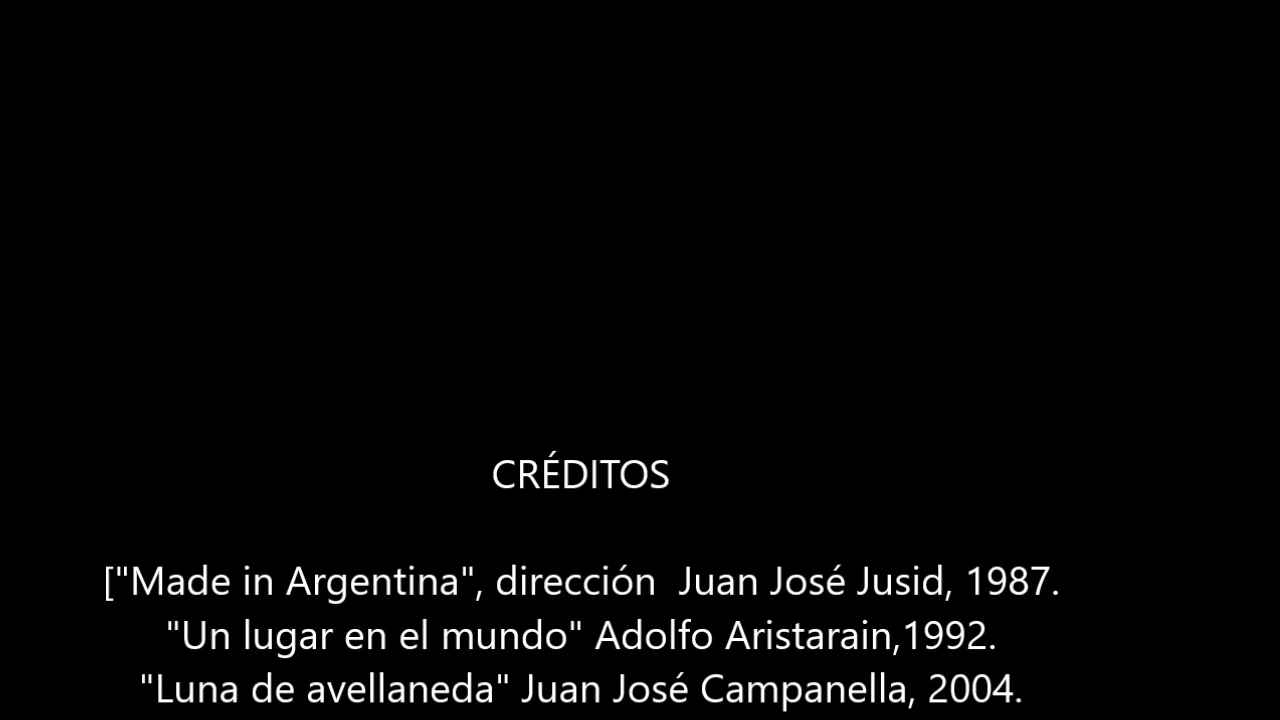 CRÉDITOS
["Made in Argentina", dirección  Juan José Jusid, 1987.
"Un lugar en el mundo" Adolfo Aristarain,1992.
"Luna de avellaneda" Juan José Campanella, 2004.